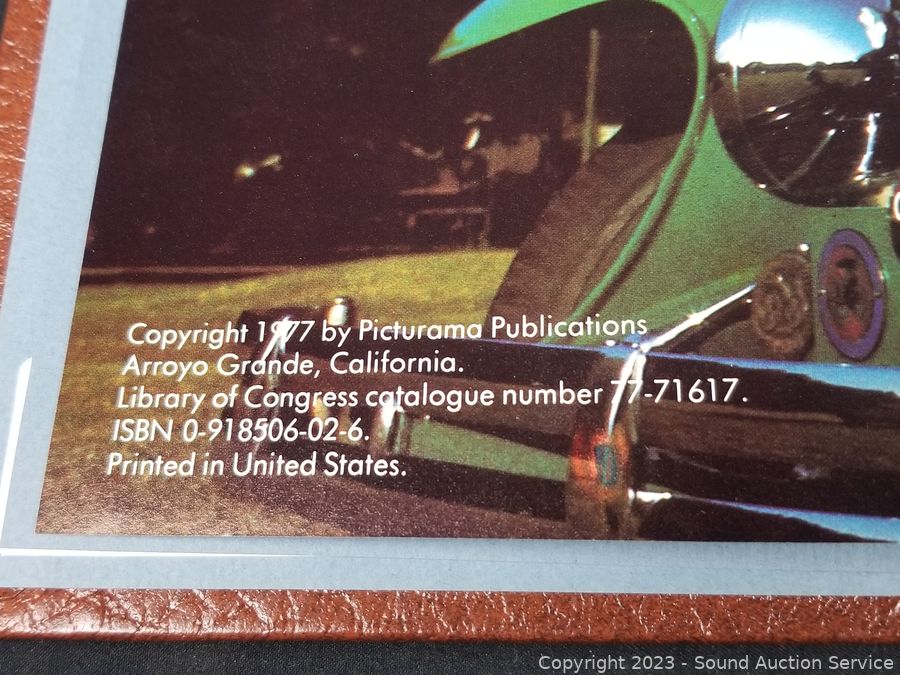 Copyright 1977 by Picturama Publications
Arroyo Grande, California.
Library of Congress catalogue number 77-71617.
ISBN 0-918506-02-6.
Printed in United States.
Copyright 2023 - Sound Auction Service